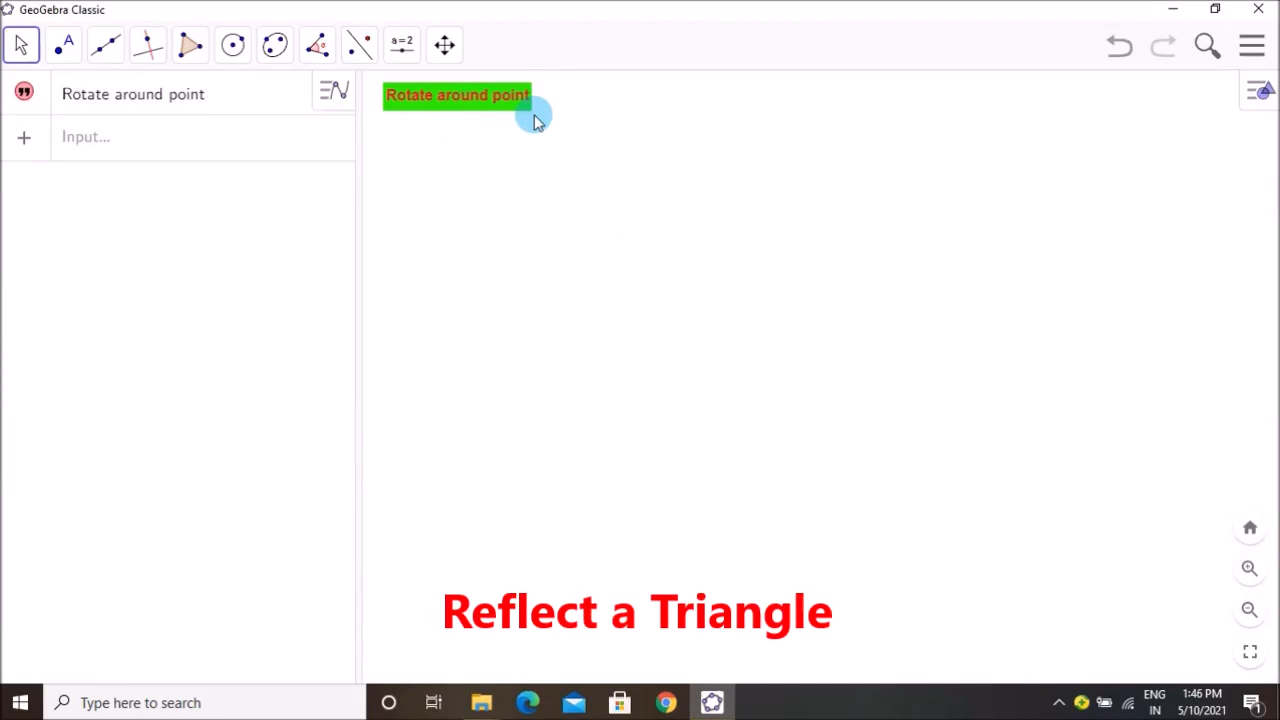 GeoGebra Classic
A
a=2
Rotate around point
Input...
Rotate around point
Reflect a Triangle
Type here to search
ENG
IN
1:46 PM
5/10/2021
1